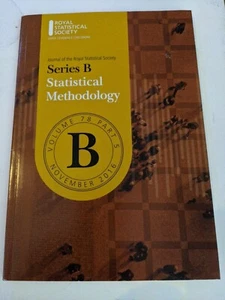 ROYAL
STATISTICAL
SOCIETY
Journal of the Royal Statistical Society
Series B
Statistical
Methodology
VOLUME 78 PART 5
B
NOVEMBER 2016